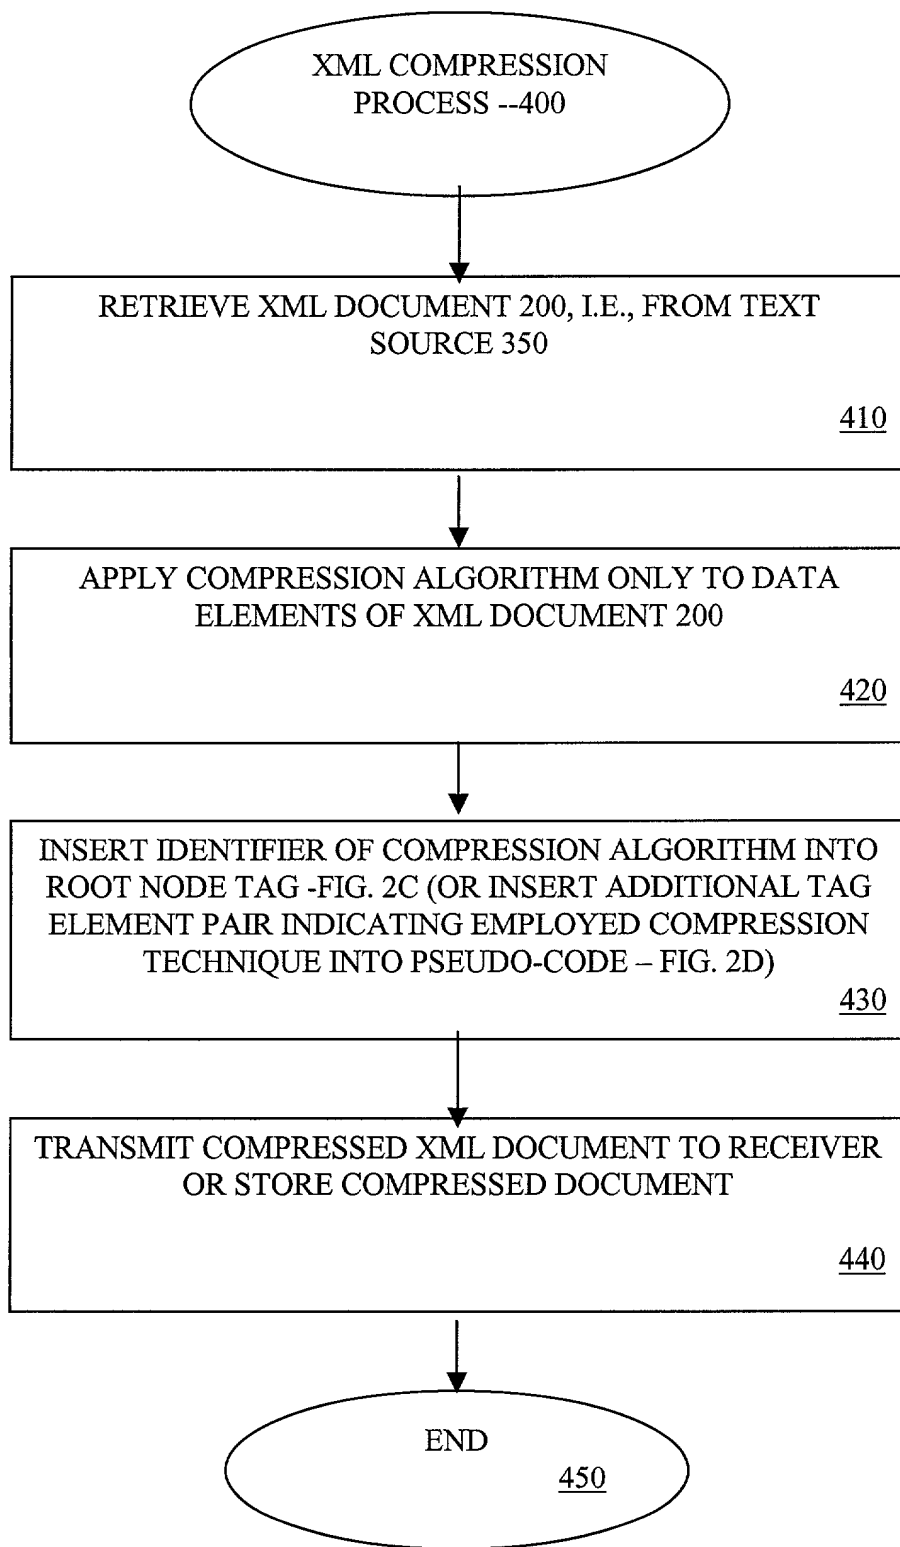 XML COMPRESSION
PROCESS --400
RETRIEVE XML DOCUMENT 200, I.E., FROM TEXT
SOURCE 350
410
APPLY COMPRESSION ALGORITHM ONLY TO DATA
ELEMENTS OF XML DOCUMENT 200
420
INSERT IDENTIFIER OF COMPRESSION ALGORITHM INTO
ROOT NODE TAG -FIG. 2C (OR INSERT ADDITIONAL TAG
ELEMENT PAIR INDICATING EMPLOYED COMPRESSION
TECHNIQUE INTO PSEUDO-CODE – FIG. 2D)
430
TRANSMIT COMPRESSED XML DOCUMENT TO RECEIVER
OR STORE COMPRESSED DOCUMENT
440
END
450